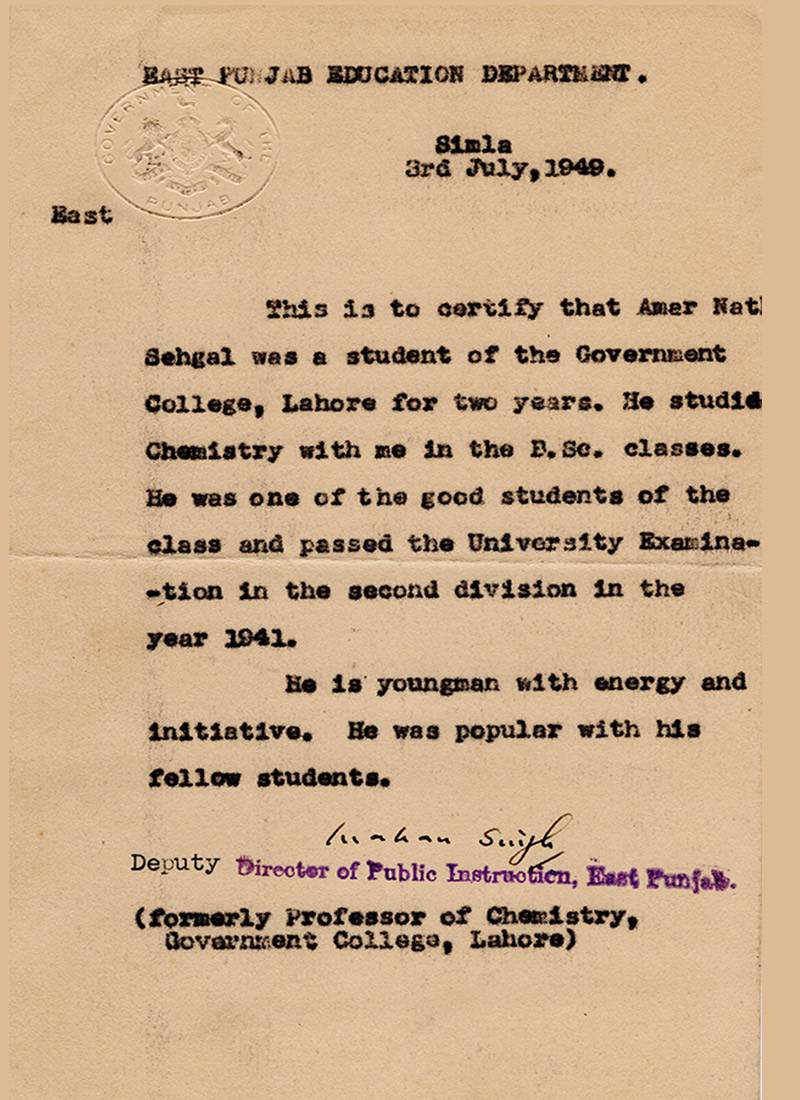 EAST PUNJAB EDUCATION DEPARTMENT.
GOVERNMENT OF THE
PUNJAB
Simla
3rd July,1949.
East
This is to certify that Amar Nath
Sehgal was a student of the Government
College, Lahore for two years. He studid
Chemistry with me in the B.Sc. classes.
He was one of the good students of the
class and passed the University Examina-
-tion in the second division in the
year 1941.
He is youngman with energy and
initiative. He was popular with his
fellow students.
Singh
Deputy Director of Public Instruction, East Punjab.
(formerly Professor of Chemistry,
Government College, Lahore)